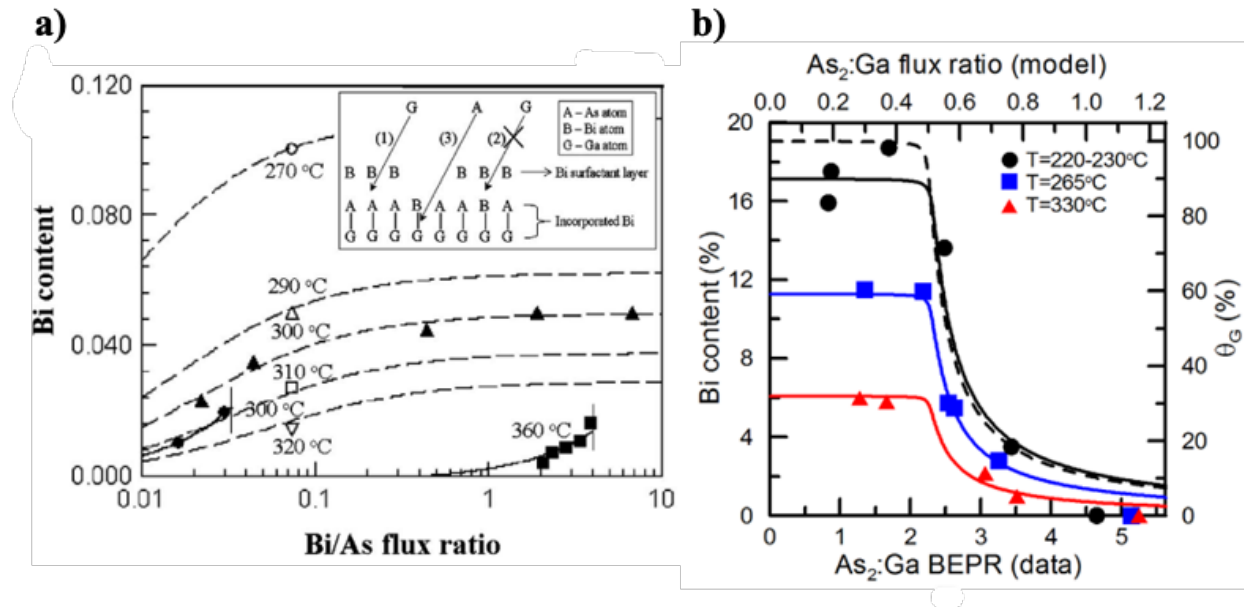 a)
0.120
0.080
0.040
0.000
Bi content
0.01
0.1
1
10
Bi/As flux ratio
270 °C
290 °C
300 °C
310 °C
300 °C
320 °C
360 °C
G A G
(1) (3) (2)
A – As atom
B – Bi atom
G – Ga atom
B B B B B B Bi surfactant layer
A A A B A A B A
Incorporated Bi
G G G G G G G G
b)
As2:Ga flux ratio (model)
0.0 0.2 0.4 0.6 0.8 1.0 1.2
20
16
12
8
4
0
Bi content (%)
T=220-230°C
T=265°C
T=330°C
100
80
60
40
20
0
θG (%)
0 1 2 3 4 5
As2:Ga BEPR (data)